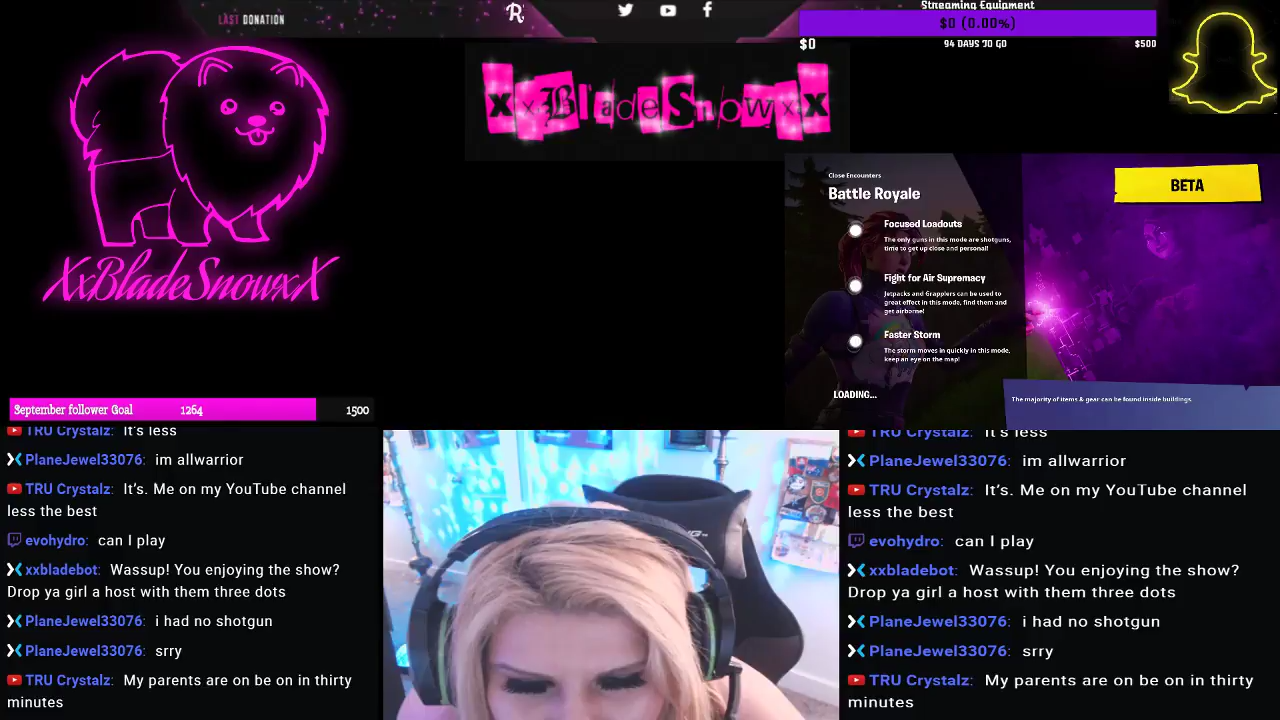 LAST DONATION
Streaming Equipment
$0 (0.00%)
$0
94 DAYS TO GO
$500
XxBladeSnowxX
XxBladeSnowxX
Close Encounters
Battle Royale
Focused Loadouts
The only guns in this mode are shotguns,
time to get up close and personal!
Fight for Air Supremacy
Jetpacks and Grapplers can be used to
great effect in this mode, find them and
get airborne!
Faster Storm
The storm moves in quickly in this mode,
keep an eye on the map!
LOADING...
BETA
The majority of items & gear can be found inside buildings.
September follower Goal 1264 1500
TRU Crystalz: It's less
PlaneJewel33076: im allwarrior
TRU Crystalz: It's. Me on my YouTube channel
less the best
evohydro: can I play
xxbladebot: Wassup! You enjoying the show?
Drop ya girl a host with them three dots
PlaneJewel33076: i had no shotgun
PlaneJewel33076: srry
TRU Crystalz: My parents are on be on in thirty
minutes
TRU Crystalz: It's less
PlaneJewel33076: im allwarrior
TRU Crystalz: It's. Me on my YouTube channel
less the best
evohydro: can I play
xxbladebot: Wassup! You enjoying the show?
Drop ya girl a host with them three dots
PlaneJewel33076: i had no shotgun
PlaneJewel33076: srry
TRU Crystalz: My parents are on be on in thirty
minutes